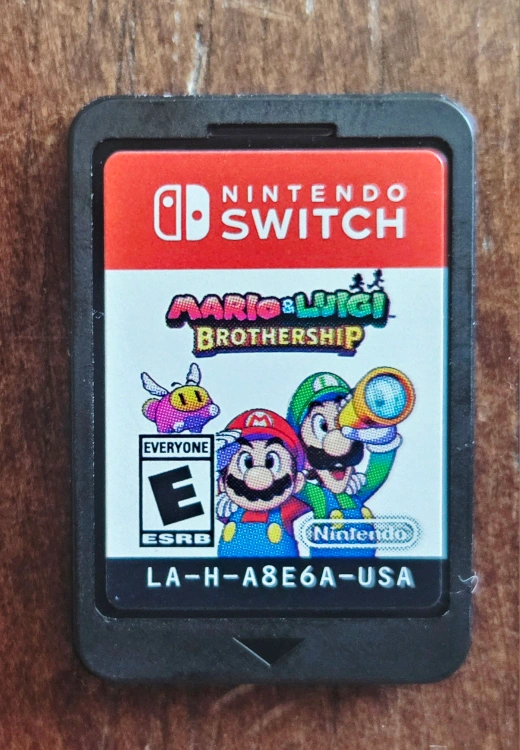 NINTENDO
SWITCH
MARIO & LUIGI
BROTHERSHIP
EVERYONE
E
ESRB
M
L
Nintendo
LA-H-A8E6A-USA